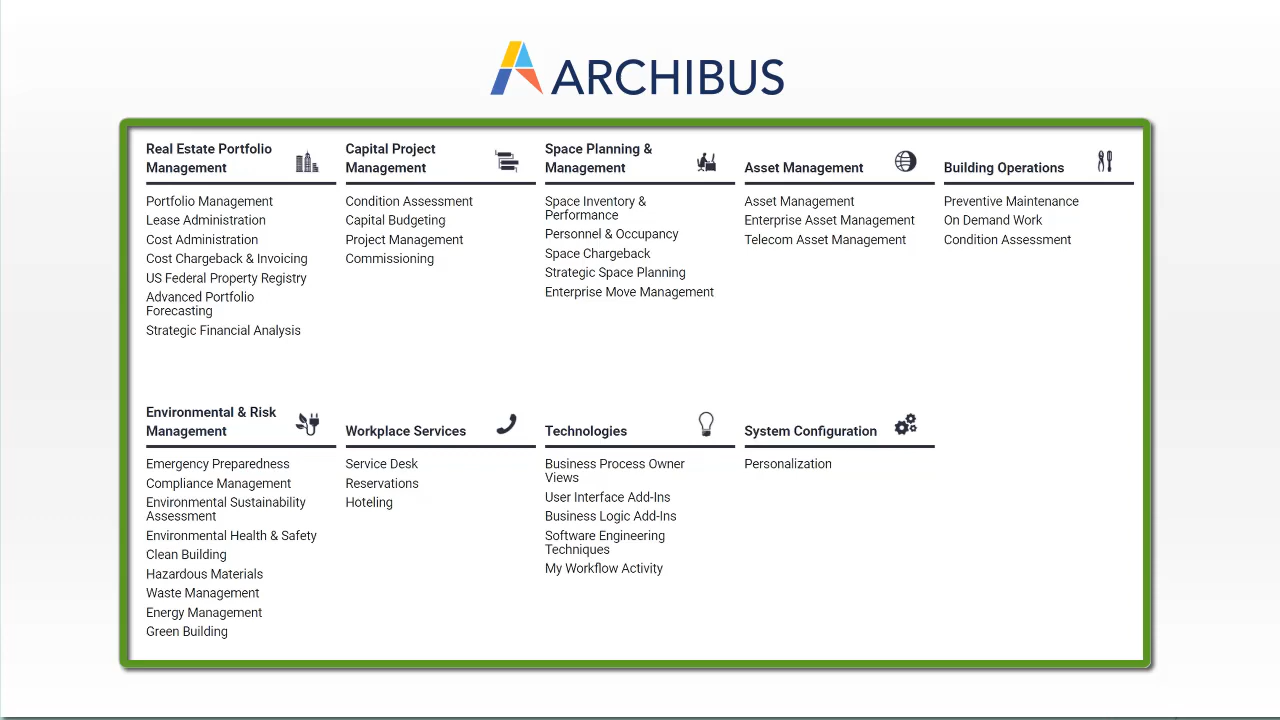 ARCHIBUS
Real Estate Portfolio
Management
Portfolio Management
Lease Administration
Cost Administration
Cost Chargeback & Invoicing
US Federal Property Registry
Advanced Portfolio
Forecasting
Strategic Financial Analysis
Capital Project
Management
Condition Assessment
Capital Budgeting
Project Management
Commissioning
Space Planning &
Management
Space Inventory &
Performance
Personnel & Occupancy
Space Chargeback
Strategic Space Planning
Enterprise Move Management
Asset Management
Asset Management
Enterprise Asset Management
Telecom Asset Management
Building Operations
Preventive Maintenance
On Demand Work
Condition Assessment
Environmental & Risk
Management
Emergency Preparedness
Compliance Management
Environmental Sustainability
Assessment
Environmental Health & Safety
Clean Building
Hazardous Materials
Waste Management
Energy Management
Green Building
Workplace Services
Service Desk
Reservations
Hoteling
Technologies
Business Process Owner
Views
User Interface Add-Ins
Business Logic Add-Ins
Software Engineering
Techniques
My Workflow Activity
System Configuration
Personalization